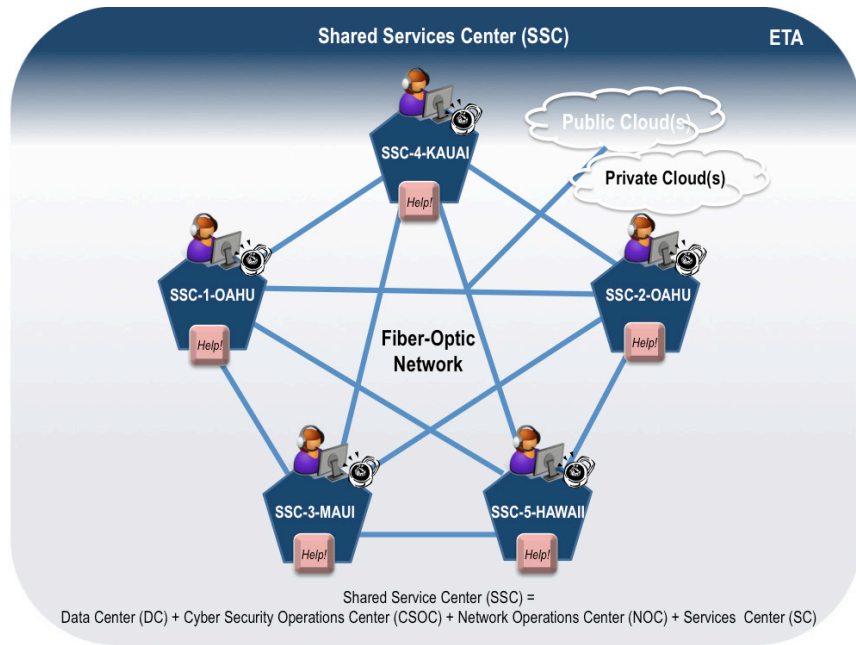 Shared Services Center (SSC)
ETA
Public Cloud(s)
Private Cloud(s)
SSC-4-KAUAI
Help!
SSC-1-OAHU
Help!
SSC-2-OAHU
Help!
Fiber-Optic
Network
SSC-3-MAUI
Help!
SSC-5-HAWAII
Help!
Shared Service Center (SSC) =
Data Center (DC) + Cyber Security Operations Center (CSOC) + Network Operations Center (NOC) + Services Center (SC)